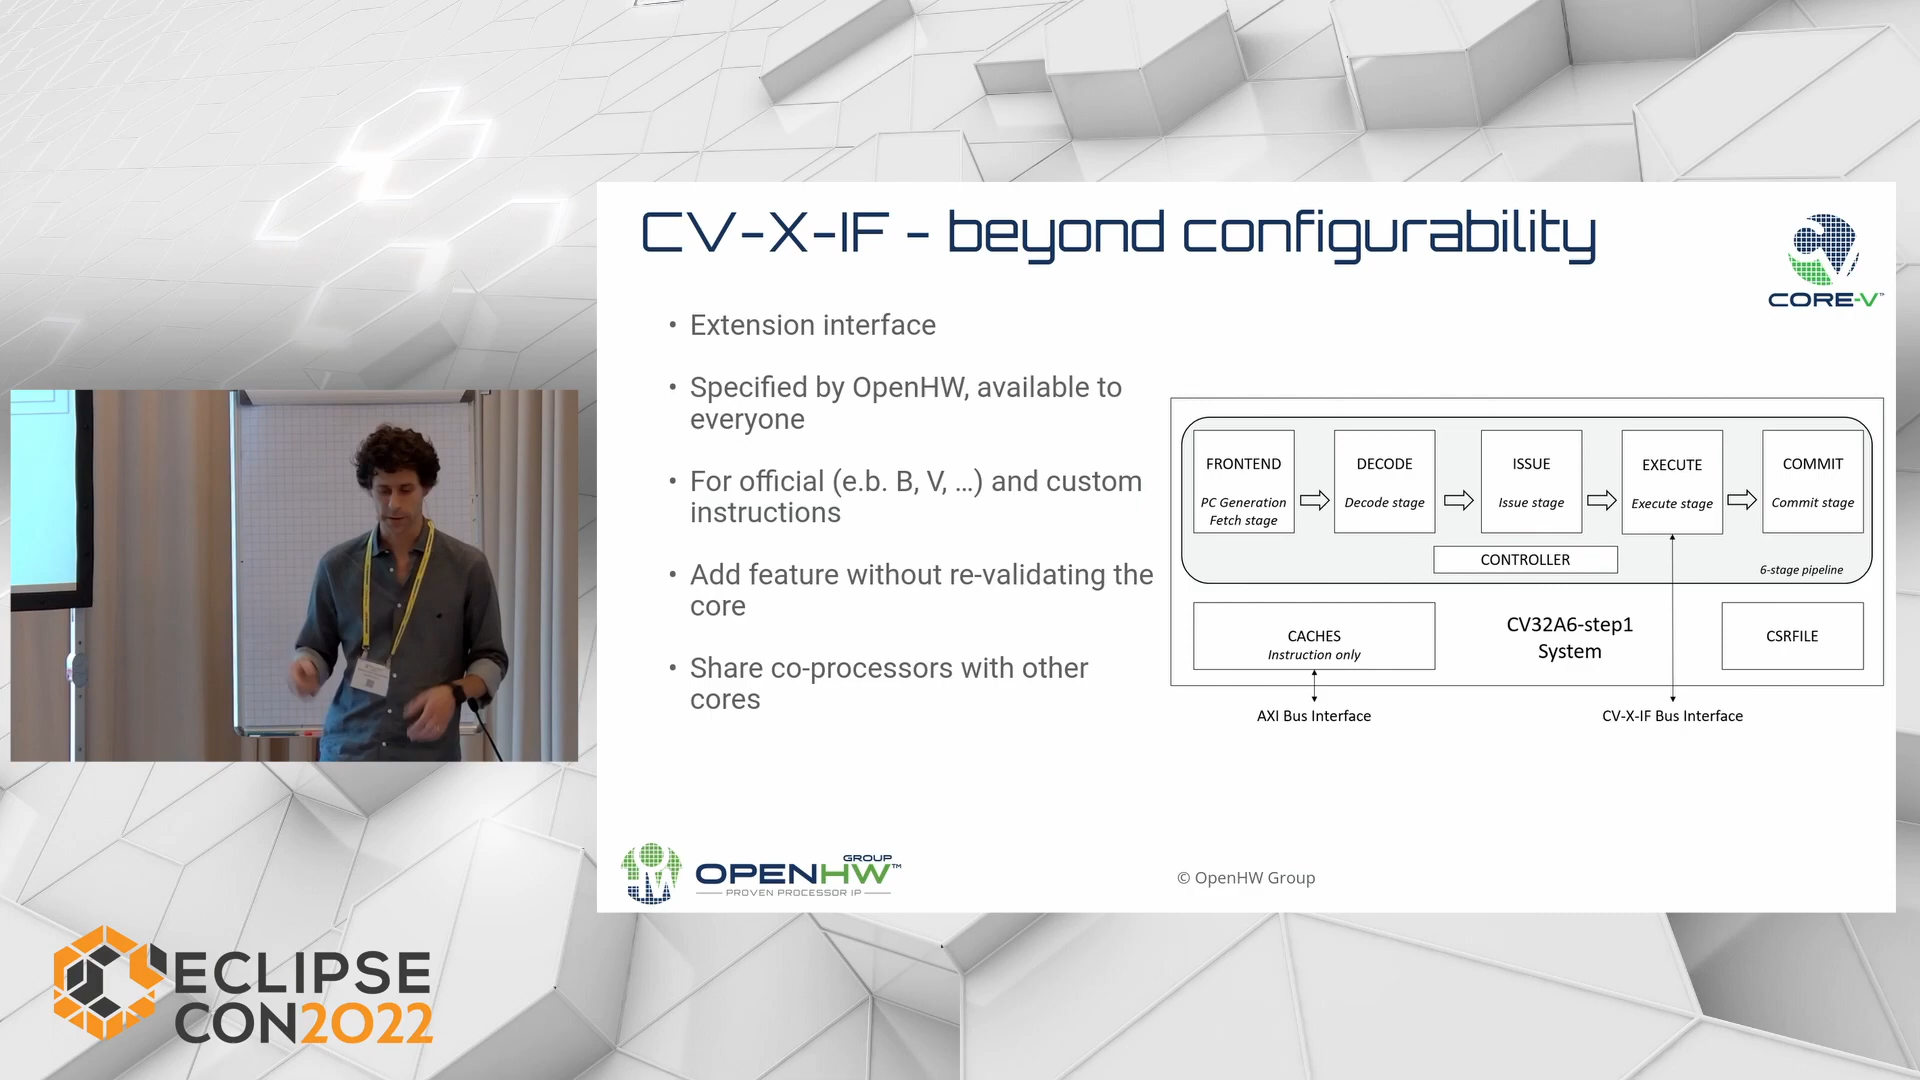 CV-X-IF - beyond configurability
CORE-V™
• Extension interface
• Specified by OpenHW, available to
everyone
• For official (e.b. B, V, ...) and custom
instructions
• Add feature without re-validating the
core
• Share co-processors with other
cores
FRONTEND
PC Generation
Fetch stage
DECODE
Decode stage
ISSUE
Issue stage
EXECUTE
Execute stage
COMMIT
Commit stage
CONTROLLER
6-stage pipeline
CACHES
Instruction only
CV32A6-step1
System
CSRFILE
AXI Bus Interface
CV-X-IF Bus Interface
OPENHW GROUP™
PROVEN PROCESSOR IP
© OpenHW Group
ECLIPSE
CON2022